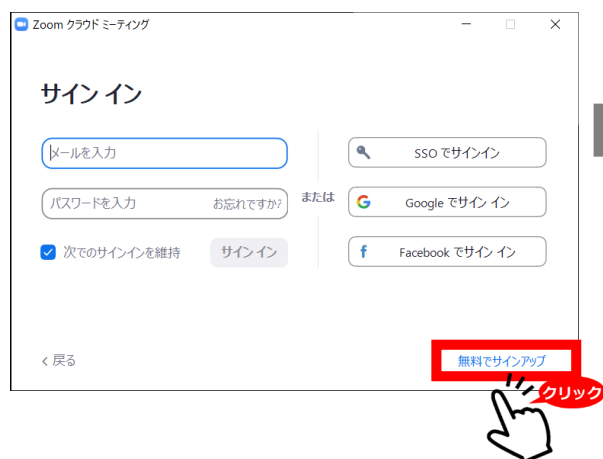 Zoom クラウド ミーティング
サイン イン
メールを入力
パスワードを入力 お忘れですか
次でのサインインを維持
サイン イン
または
SSO でサインイン
Google でサイン イン
Facebook でサイン イン
< 戻る
無料でサインアップ
クリック